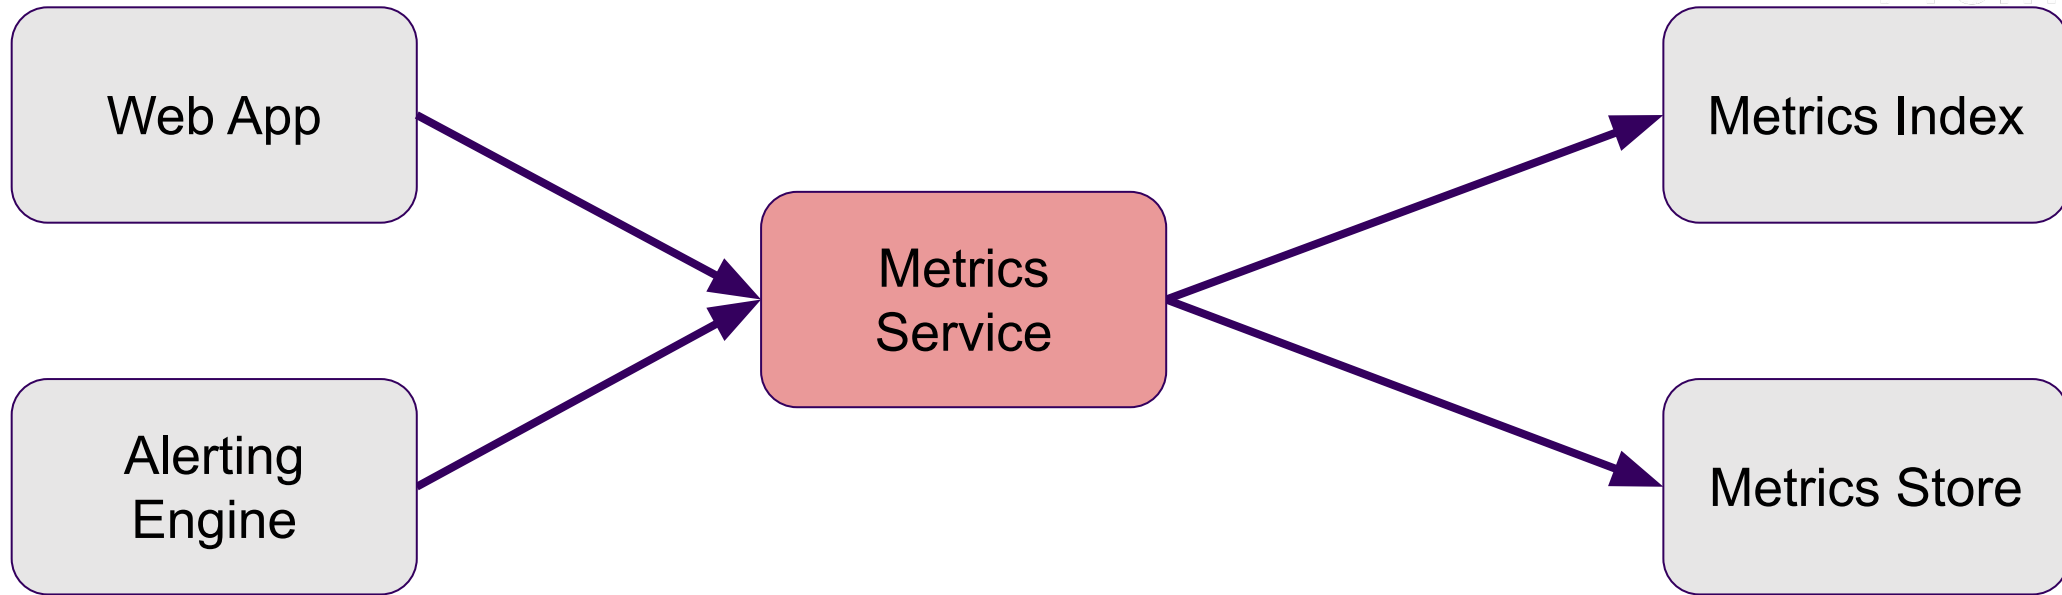 Web App
Alerting
Engine
Metrics
Service
Metrics Index
Metrics Store